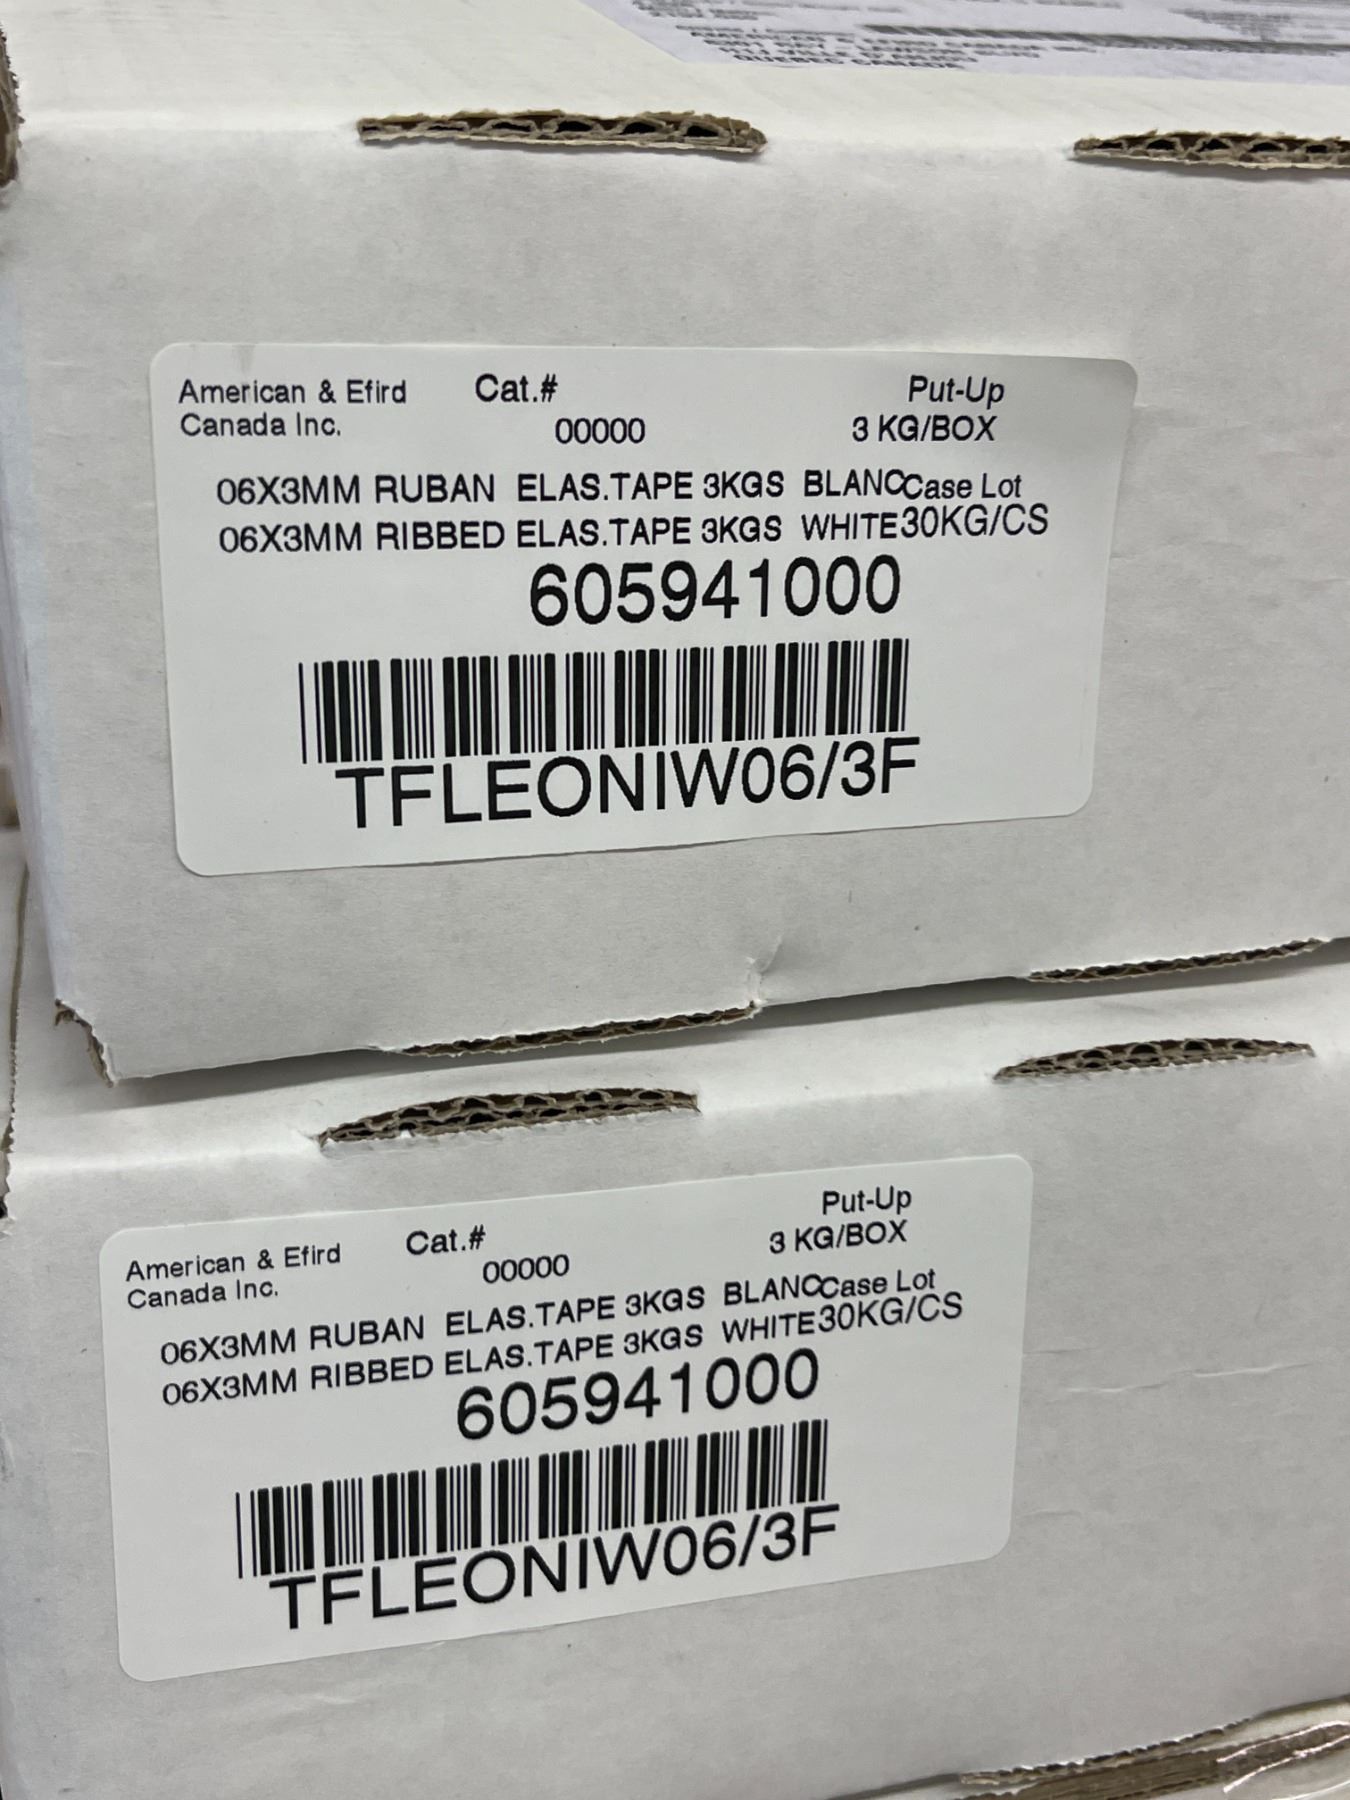 QUEBEC CANADA
American & Efird
Canada Inc.
Cat.#
00000
Put-Up
3 KG/BOX
06X3MM RUBAN ELAS.TAPE 3KGS BLANC Case Lot
06X3MM RIBBED ELAS.TAPE 3KGS WHITE 30KG/CS
605941000
TFLEONIW06/3F
American & Efird
Canada Inc.
Cat.#
00000
Put-Up
3 KG/BOX
06X3MM RUBAN ELAS.TAPE 3KGS BLANC Case Lot
06X3MM RIBBED ELAS.TAPE 3KGS WHITE 30KG/CS
605941000
TFLEONIW06/3F